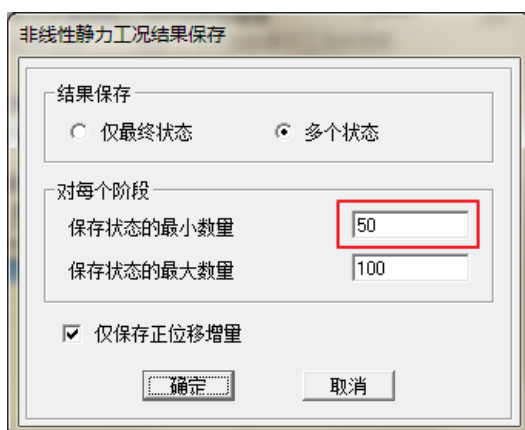 非线性静力工况结果保存
结果保存
仅最终状态 多个状态
对每个阶段
保存状态的最小数量 50
保存状态的最大数量 100
仅保存正位移增量
确定 取消